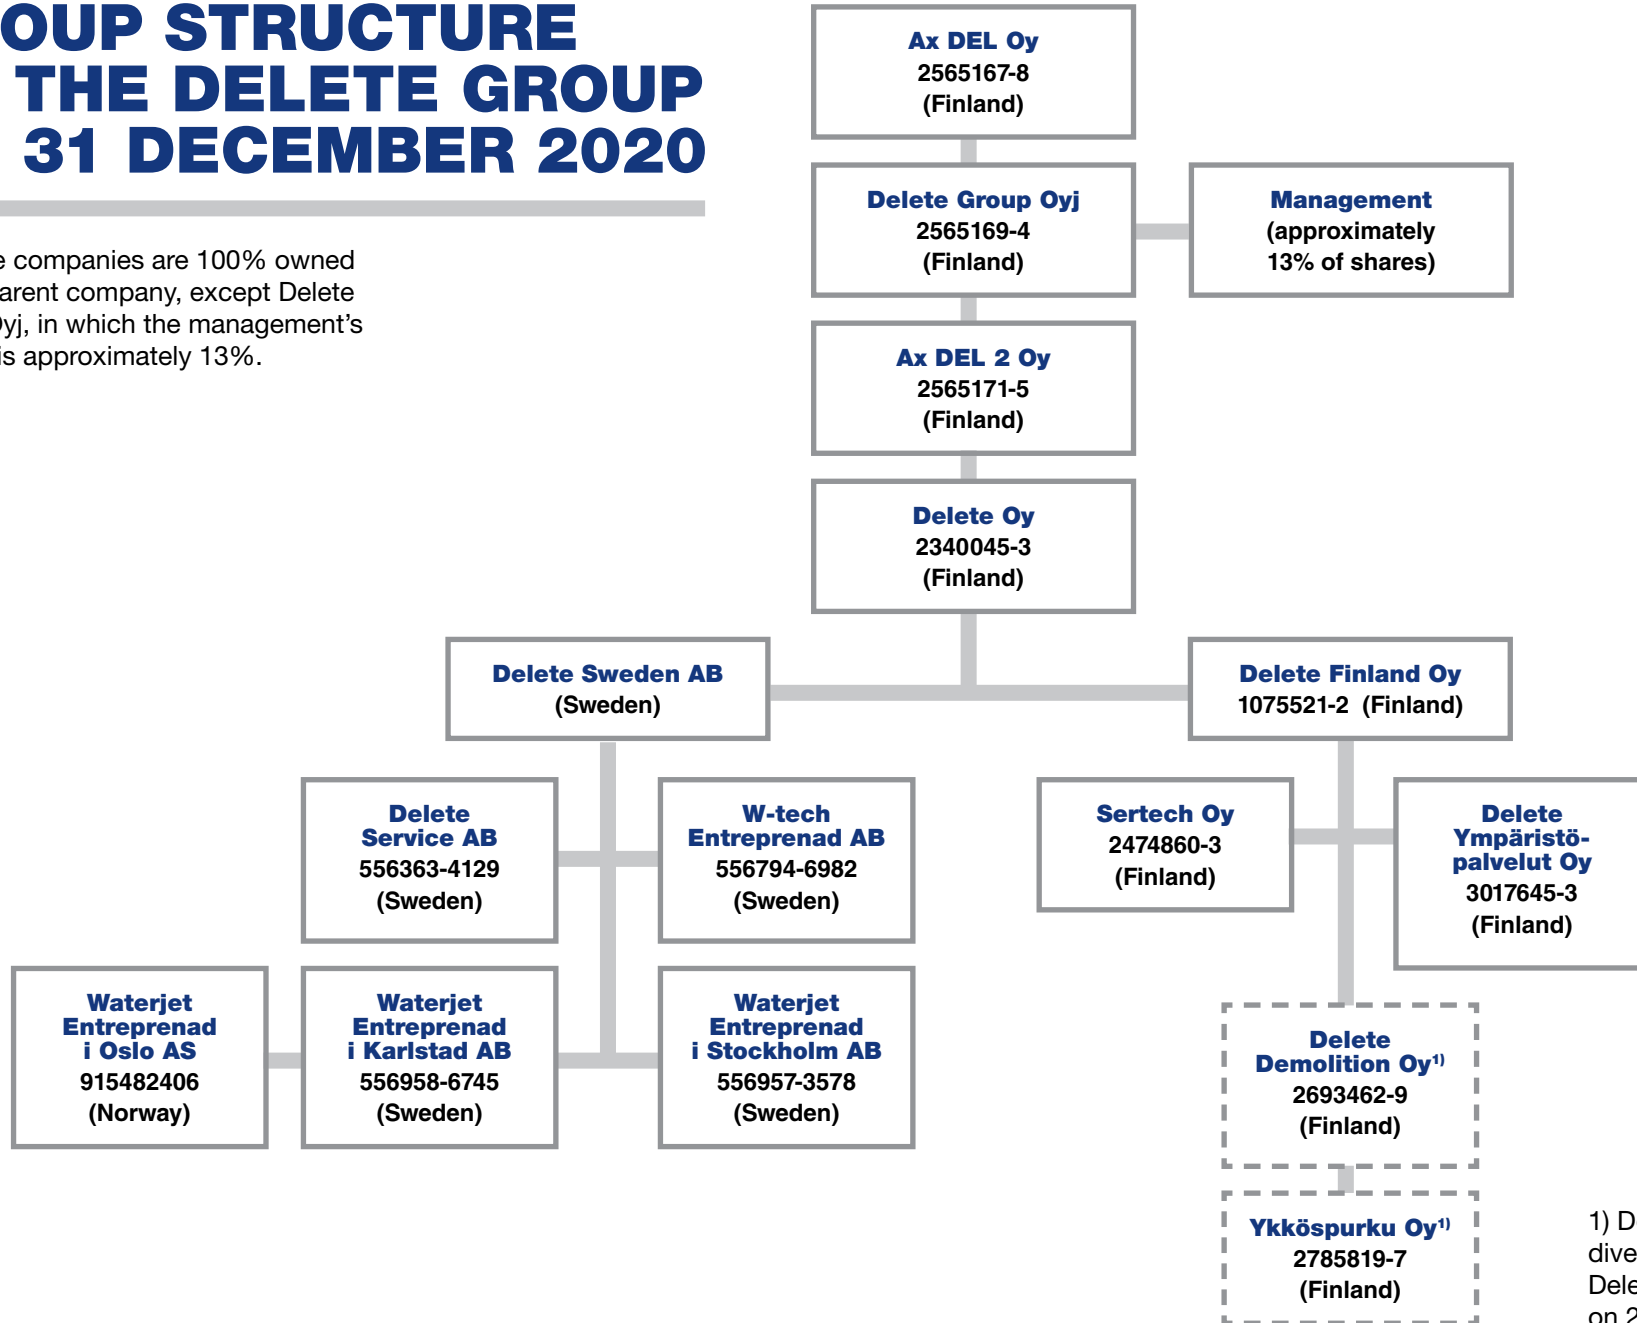 OUP STRUCTURE
THE DELETE GROUP
31 DECEMBER 2020
companies are 100% owned
arent company, except Delete
Oyj, in which the management's
is approximately 13%.
Ax DEL Oy
2565167-8
(Finland)
Delete Group Oyj
2565169-4
(Finland)
Management
(approximately
13% of shares)
Ax DEL 2 Oy
2565171-5
(Finland)
Delete Oy
2340045-3
(Finland)
Delete Sweden AB
(Sweden)
Delete Finland Oy
1075521-2 (Finland)
Delete
Service AB
556363-4129
(Sweden)
W-tech
Entreprenad AB
556794-6982
(Sweden)
Sertech Oy
2474860-3
(Finland)
Delete
Ympäristö-
palvelut Oy
3017645-3
(Finland)
Waterjet
Entreprenad
i Oslo AS
915482406
(Norway)
Waterjet
Entreprenad
i Karlstad AB
556958-6745
(Sweden)
Waterjet
Entreprenad
i Stockholm AB
556957-3578
(Sweden)
Delete
Demolition Oy1)
2693462-9
(Finland)
Ykköspurku Oy1)
2785819-7
(Finland)
1) D
dive
Dele
on 2